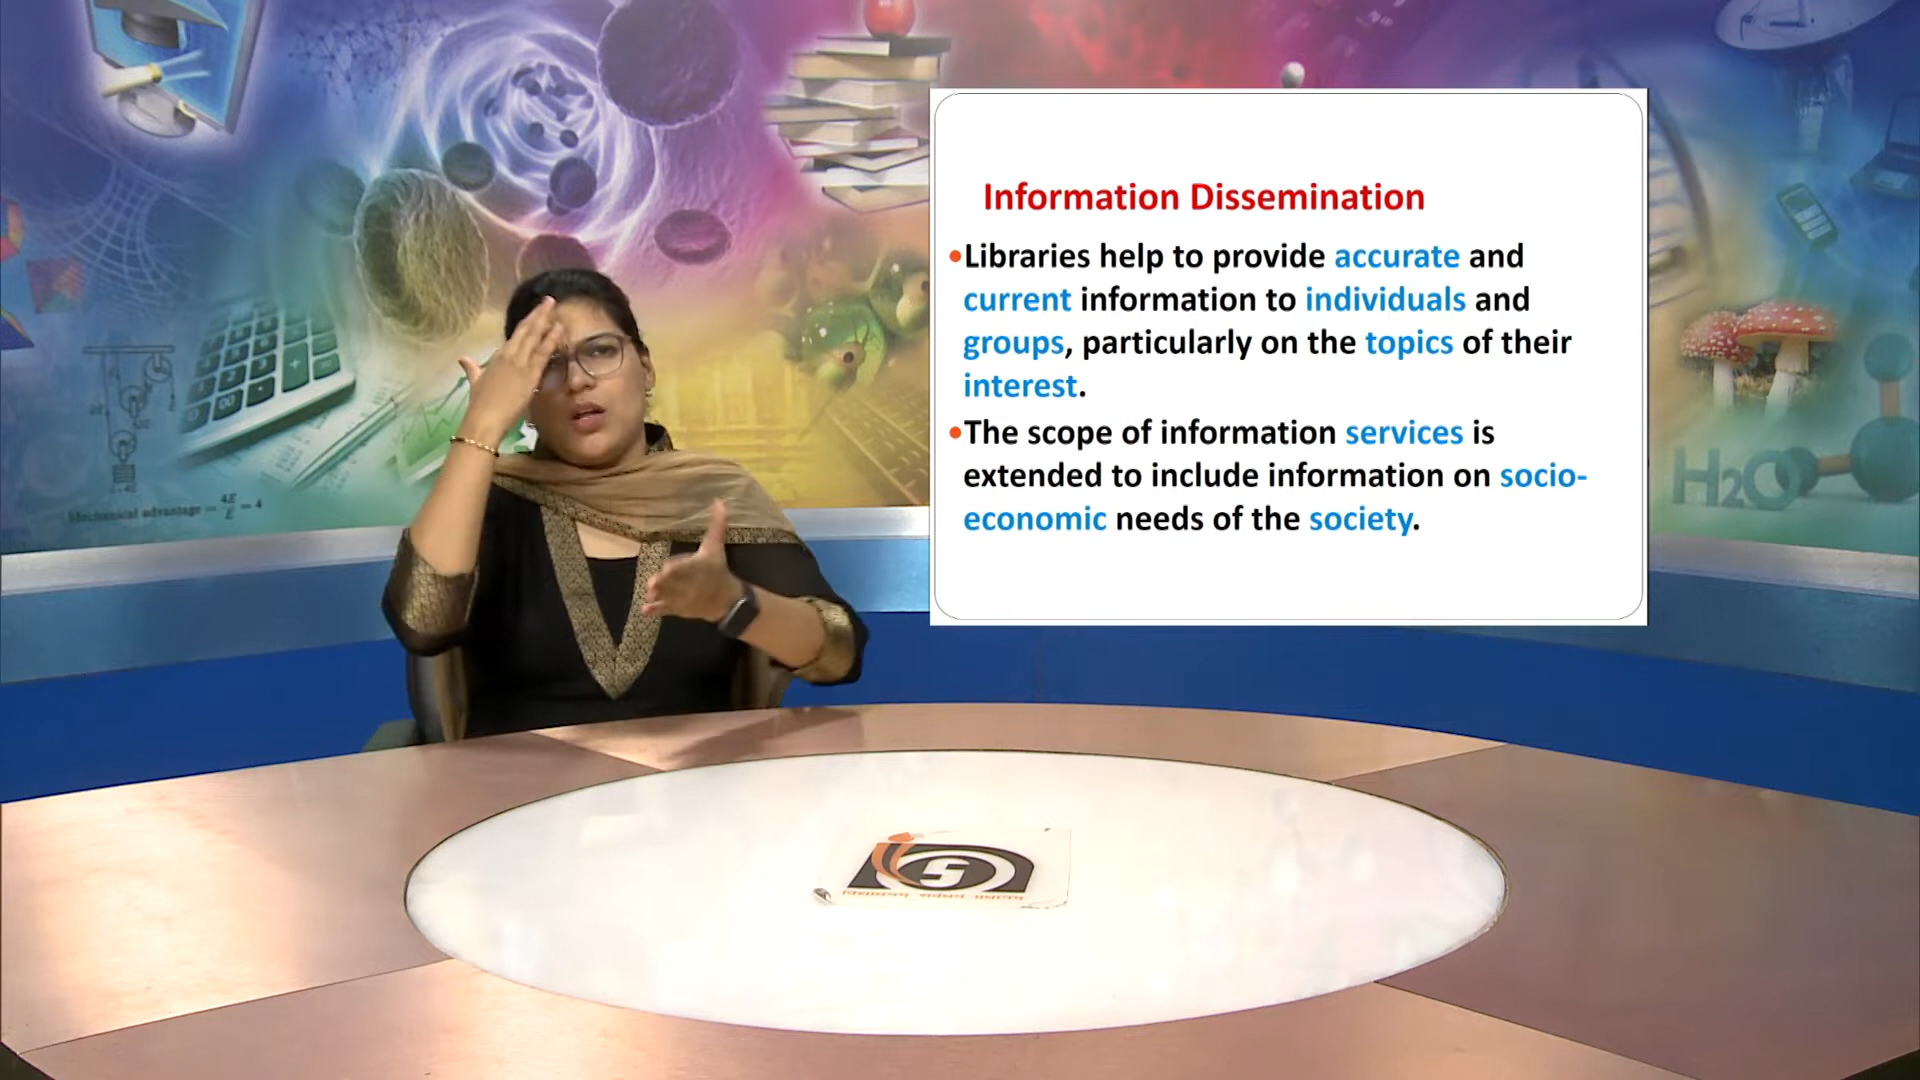 Information Dissemination
•Libraries help to provide accurate and
current information to individuals and
groups, particularly on the topics of their
interest.
•The scope of information services is
extended to include information on socio-
economic needs of the society.
H2O
Mechanical advantage = 4E/E = 4